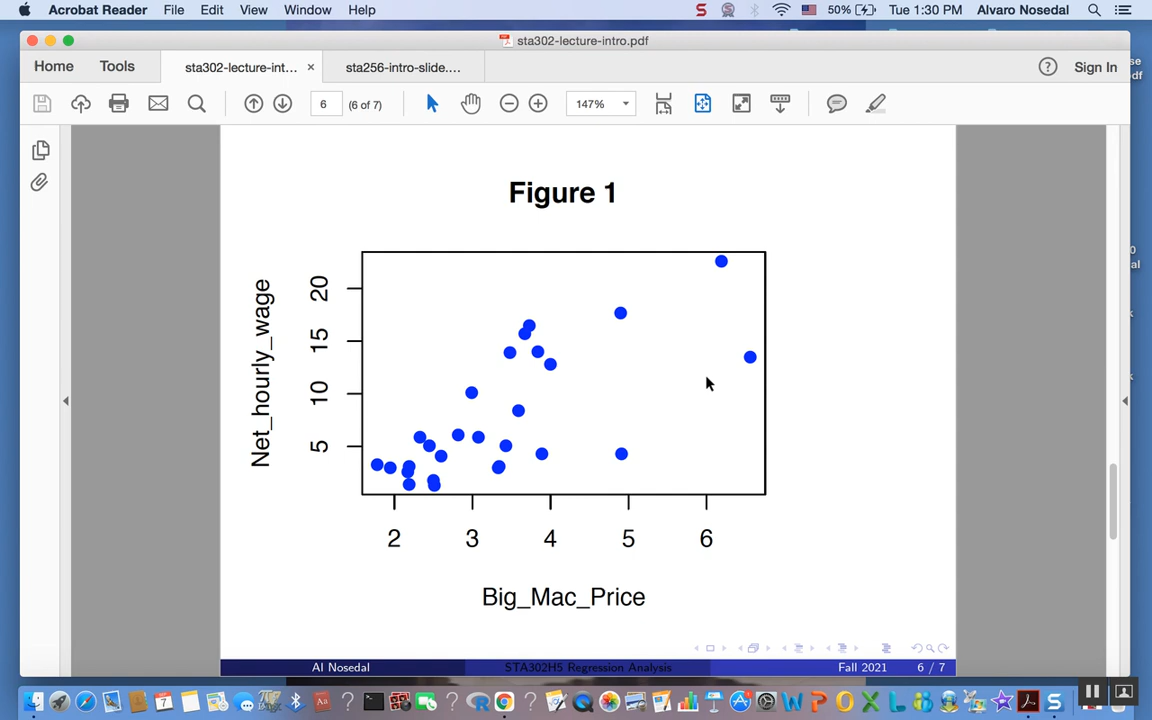 Acrobat Reader File Edit View Window Help 50% Tue 1:30 PM Alvaro Nosedal
sta302-lecture-intro.pdf
Home Tools sta302-lecture-int... × sta256-intro-slide.... ? Sign In
6 (6 of 7) 147%
Figure 1
Net_hourly_wage
20
15
10
5
2 3 4 5 6
Big_Mac_Price
Al Nosedal STA302H5 Regression Analysis Fall 2021 6 / 7